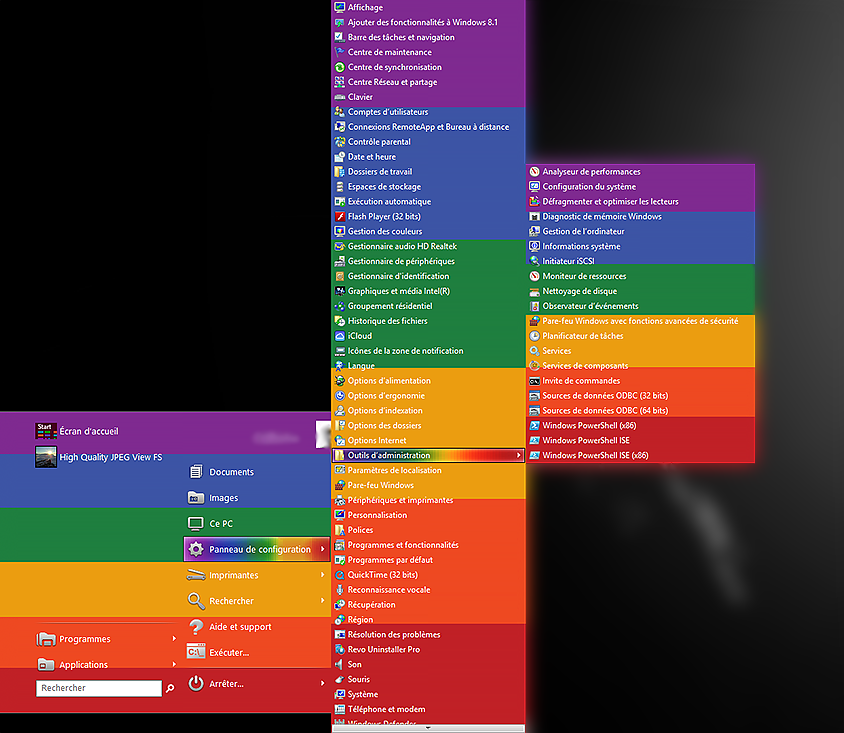 Écran d'accueil
High Quality JPEG View FS
Programmes
Applications
Rechercher
Documents
Images
Ce PC
Panneau de configuration
Imprimantes
Rechercher
Aide et support
Exécuter...
Arrêter...
Start
C:\
Affichage
Ajouter des fonctionnalités à Windows 8.1
Barre des tâches et navigation
Centre de maintenance
Centre de synchronisation
Centre Réseau et partage
Clavier
Comptes d'utilisateurs
Connexions RemoteApp et Bureau à distance
Contrôle parental
Date et heure
Dossiers de travail
Espaces de stockage
Exécution automatique
Flash Player (32 bits)
Gestion des couleurs
Gestionnaire audio HD Realtek
Gestionnaire de périphériques
Gestionnaire d'identification
Graphiques et média Intel(R)
Groupement résidentiel
Historique des fichiers
iCloud
Icônes de la zone de notification
Langue
Options d'alimentation
Options d'ergonomie
Options d'indexation
Options des dossiers
Options Internet
Outils d'administration
Paramètres de localisation
Pare-feu Windows
Périphériques et imprimantes
Personnalisation
Polices
Programmes et fonctionnalités
Programmes par défaut
QuickTime (32 bits)
Reconnaissance vocale
Récupération
Région
Résolution des problèmes
Revo Uninstaller Pro
Son
Souris
Système
Téléphone et modem
Windows Defender
Analyseur de performances
Configuration du système
Défragmenter et optimiser les lecteurs
Diagnostic de mémoire Windows
Gestion de l'ordinateur
Informations système
Initiateur iSCSI
Moniteur de ressources
Nettoyage de disque
Observateur d'événements
Pare-feu Windows avec fonctions avancées de sécurité
Planificateur de tâches
Services
Services de composants
Invite de commandes
Sources de données ODBC (32 bits)
Sources de données ODBC (64 bits)
Windows PowerShell (x86)
Windows PowerShell ISE
Windows PowerShell ISE (x86)